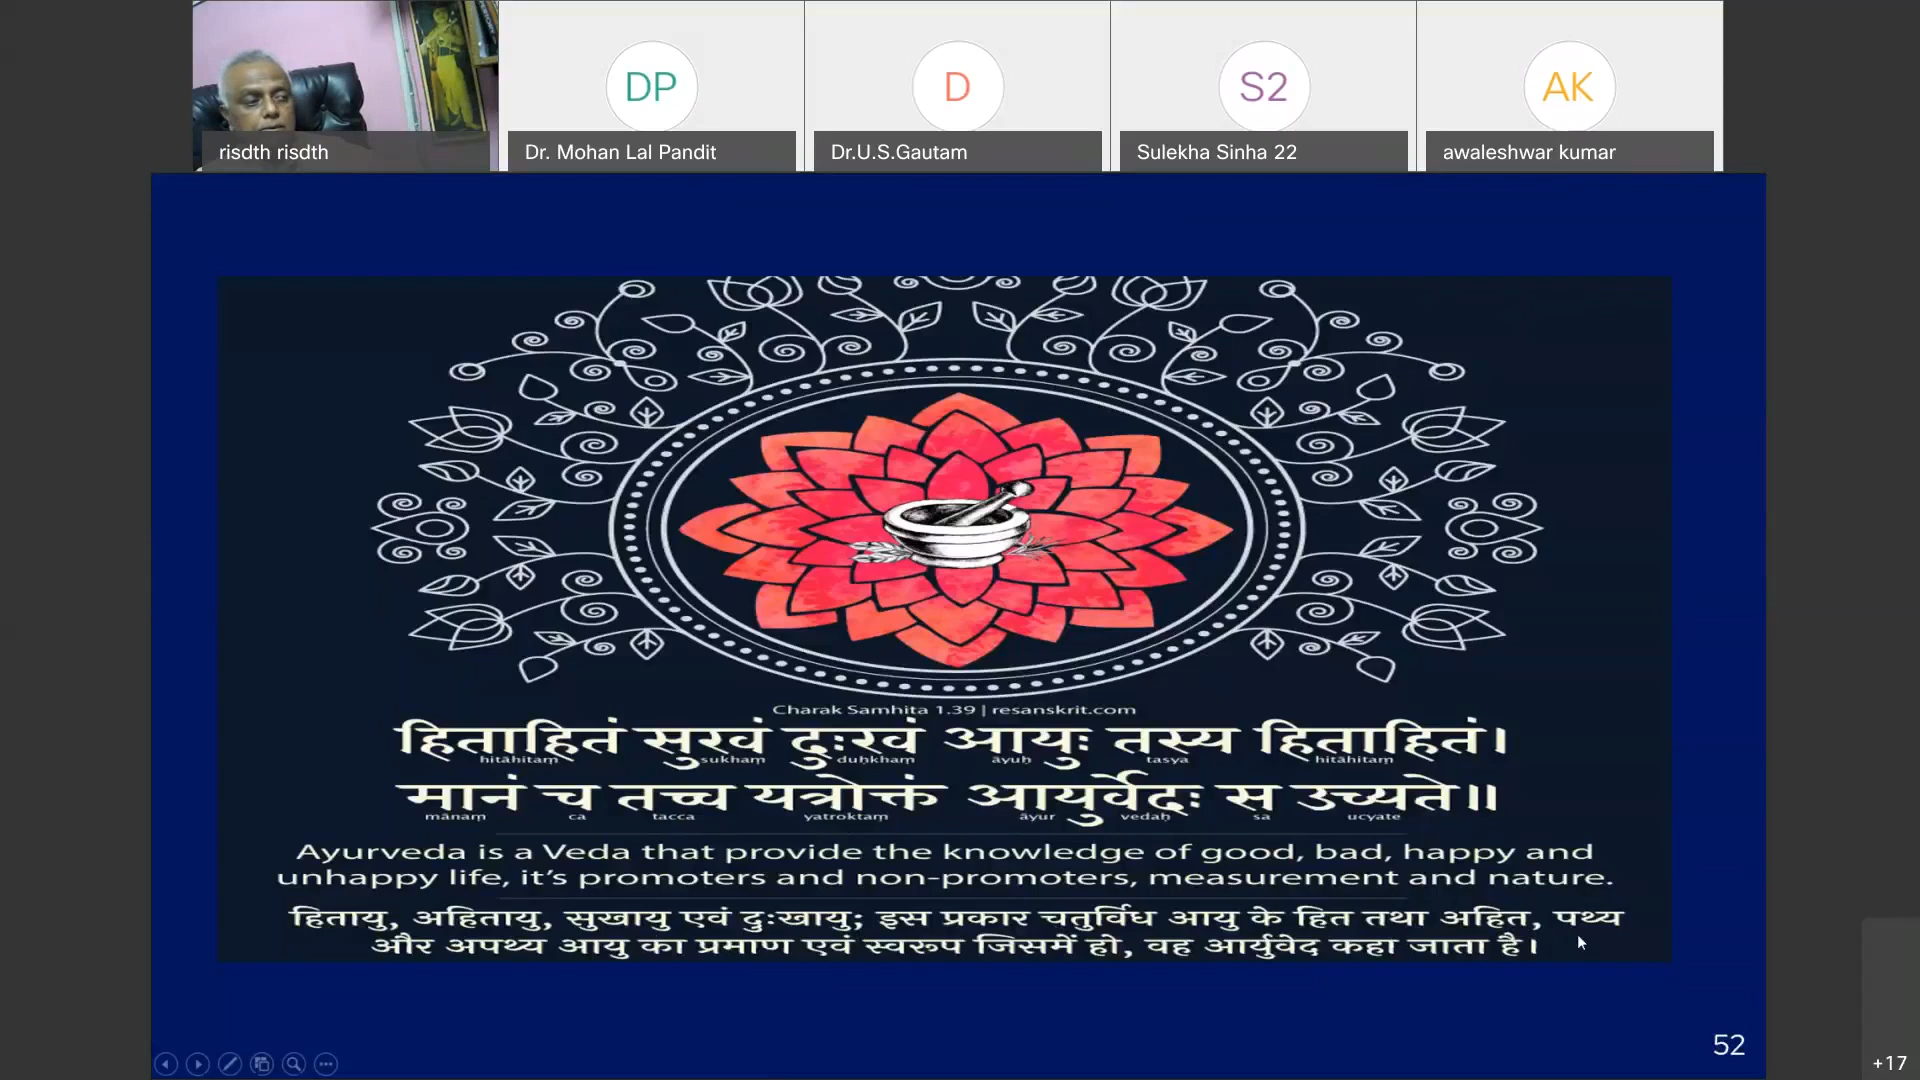 risdth risdth
DP
Dr. Mohan Lal Pandit
D
Dr.U.S.Gautam
S2
Sulekha Sinha 22
AK
awaleshwar kumar
Charak Samhita 1.39 | resanskrit.com
हिताहितं सुखं दुःखं आयुः तस्य हिताहितं।
hitāhitaṃ sukhaṃ duḥkhaṃ āyuḥ tasya hitāhitaṃ
मानं च तच्च यत्रोक्तं आयुर्वेदः स उच्यते॥
mānaṃ ca tacca yatroktaṃ āyur vedaḥ sa ucyate
Ayurveda is a Veda that provide the knowledge of good, bad, happy and
unhappy life, it’s promoters and non-promoters, measurement and nature.
हितायु, अहितायु, सुखायु एवं दुःखायु; इस प्रकार चतुर्विध आयु के हित तथा अहित, पथ्य
और अपथ्य आयु का प्रमाण एवं स्वरूप जिसमें हो, वह आर्युवेद कहा जाता है।
52
+17